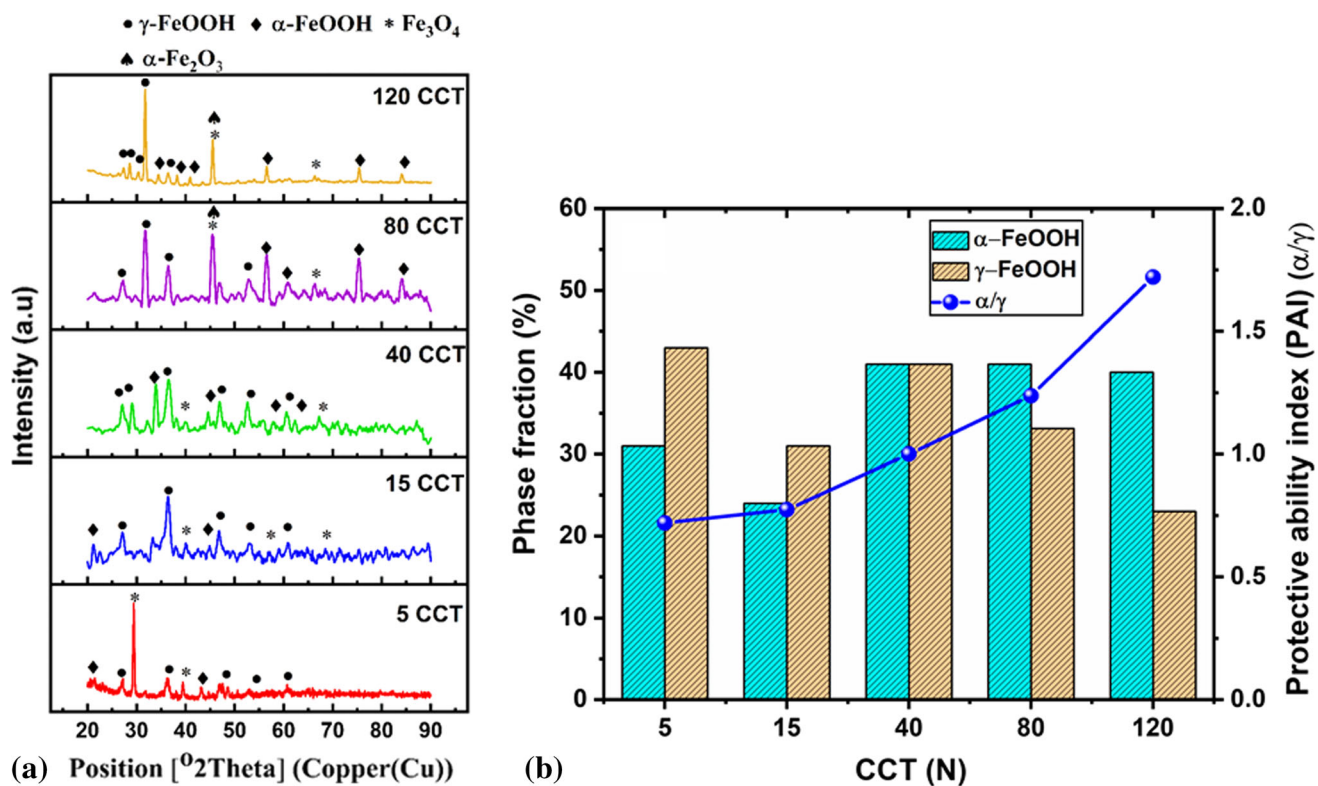 ● γ-FeOOH ♦ α-FeOOH * Fe₃O₄
♠ α-Fe₂O₃
120 CCT
80 CCT
40 CCT
15 CCT
5 CCT
Intensity (a.u)
20 30 40 50 60 70 80 90
Position [⁰2Theta] (Copper(Cu))
(a)
α–FeOOH
γ–FeOOH
α/γ
60
50
40
30
20
10
0
Phase fraction (%)
2.0
1.5
1.0
0.5
0.0
Protective ability index (PAI) (α/γ)
5 15 40 80 120
CCT (N)
(b)